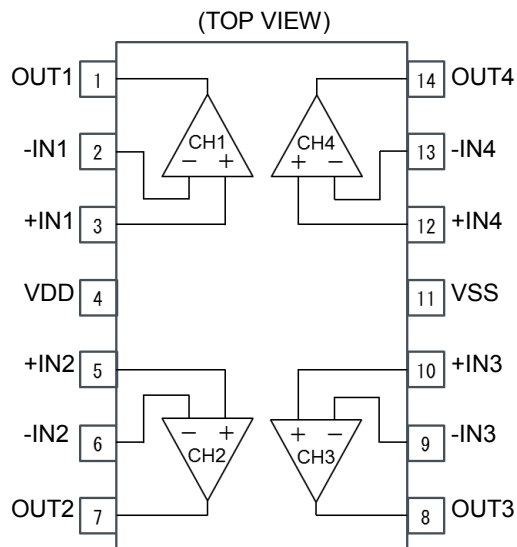 (TOP VIEW)
OUT1 1 14 OUT4
-IN1 2 CH1 CH4 13 -IN4
− + + −
+IN1 3 12 +IN4
VDD 4 11 VSS
+IN2 5 10 +IN3
− + + −
-IN2 6 CH2 CH3 9 -IN3
OUT2 7 8 OUT3